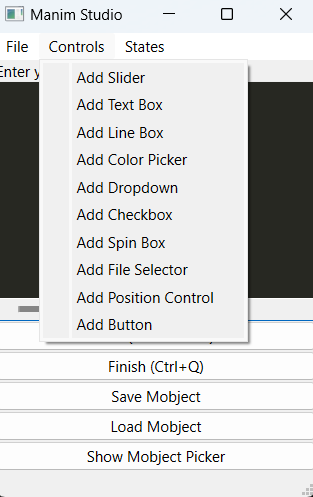 Manim Studio
File Controls States
Enter y
Add Slider
Add Text Box
Add Line Box
Add Color Picker
Add Dropdown
Add Checkbox
Add Spin Box
Add File Selector
Add Position Control
Add Button
Finish (Ctrl+Q)
Save Mobject
Load Mobject
Show Mobject Picker